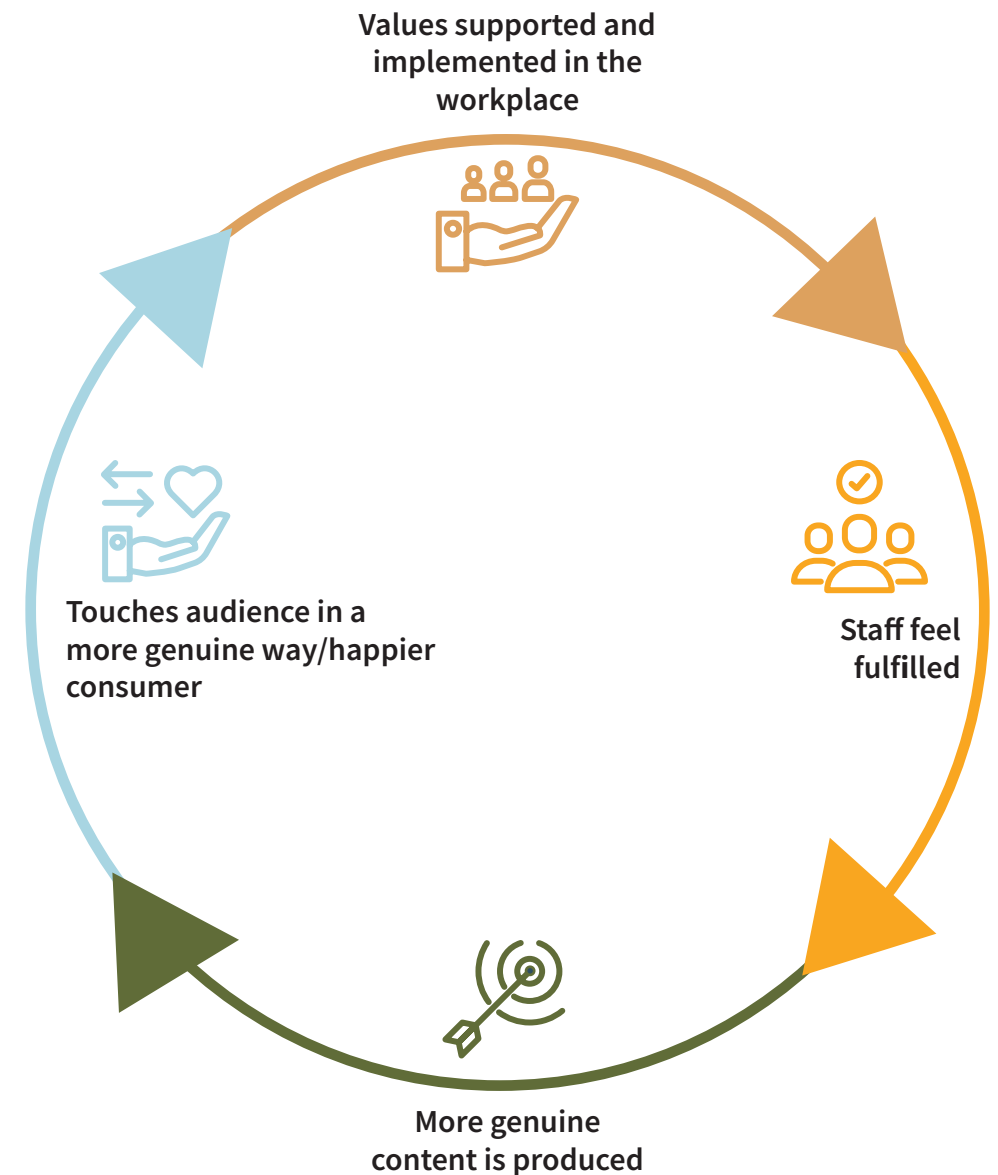 Values supported and
implemented in the
workplace
Staff feel
fulfilled
More genuine
content is produced
Touches audience in a
more genuine way/happier
consumer